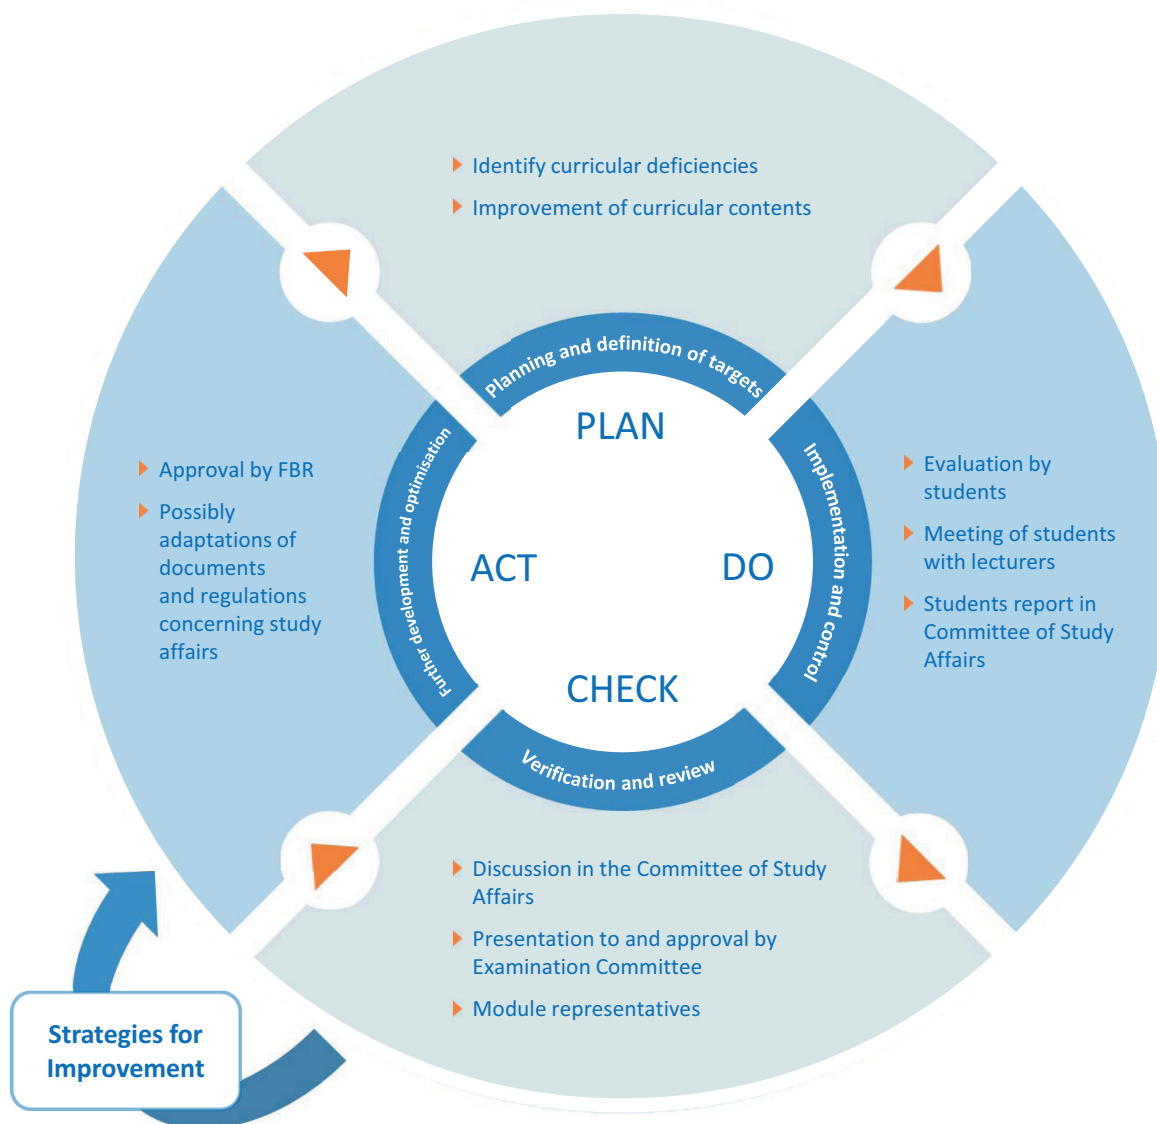 Identify curricular deficiencies
Improvement of curricular contents
Planning and definition of targets
PLAN
Approval by FBR
Possibly
adaptations of
documents
and regulations
concerning study
affairs
Further development and optimisation
ACT
DO
Implementation and control
Evaluation by
students
Meeting of students
with lecturers
Students report in
Committee of Study
Affairs
CHECK
Verification and review
Discussion in the Committee of Study
Affairs
Presentation to and approval by
Examination Committee
Module representatives
Strategies for
Improvement